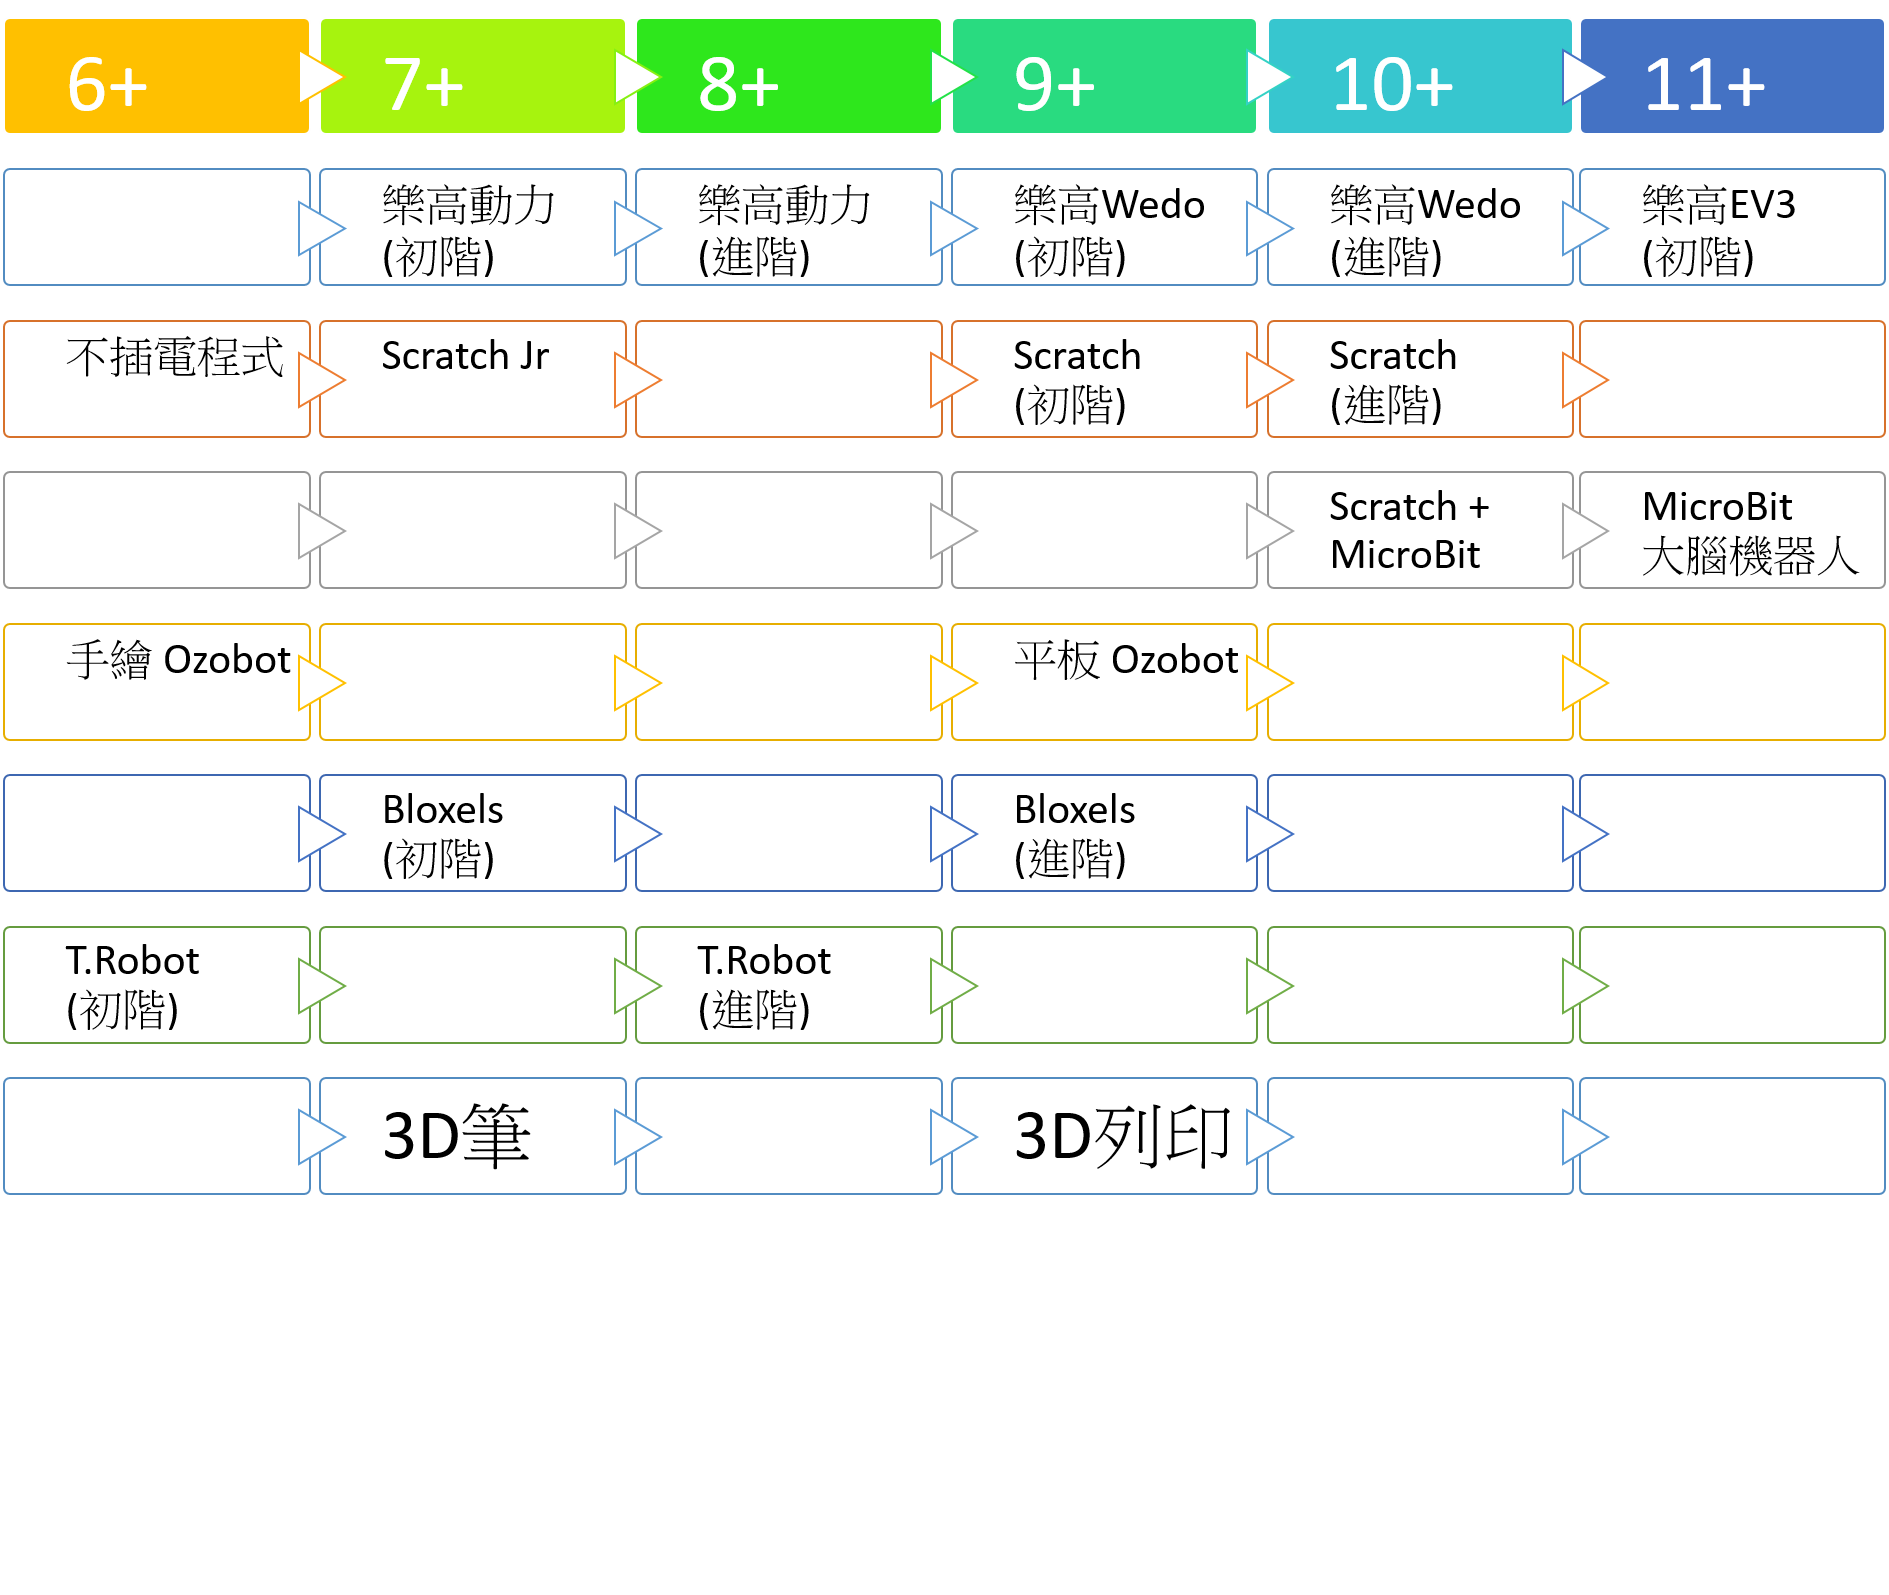 6+
7+
8+
9+
10+
11+
樂高動力
(初階)
樂高動力
(進階)
樂高Wedo
(初階)
樂高Wedo
(進階)
樂高EV3
(初階)
不插電程式
Scratch Jr
Scratch
(初階)
Scratch
(進階)
Scratch +
MicroBit
MicroBit
大腦機器人
手繪 Ozobot
平板 Ozobot
Bloxels
(初階)
Bloxels
(進階)
T.Robot
(初階)
T.Robot
(進階)
3D筆
3D列印